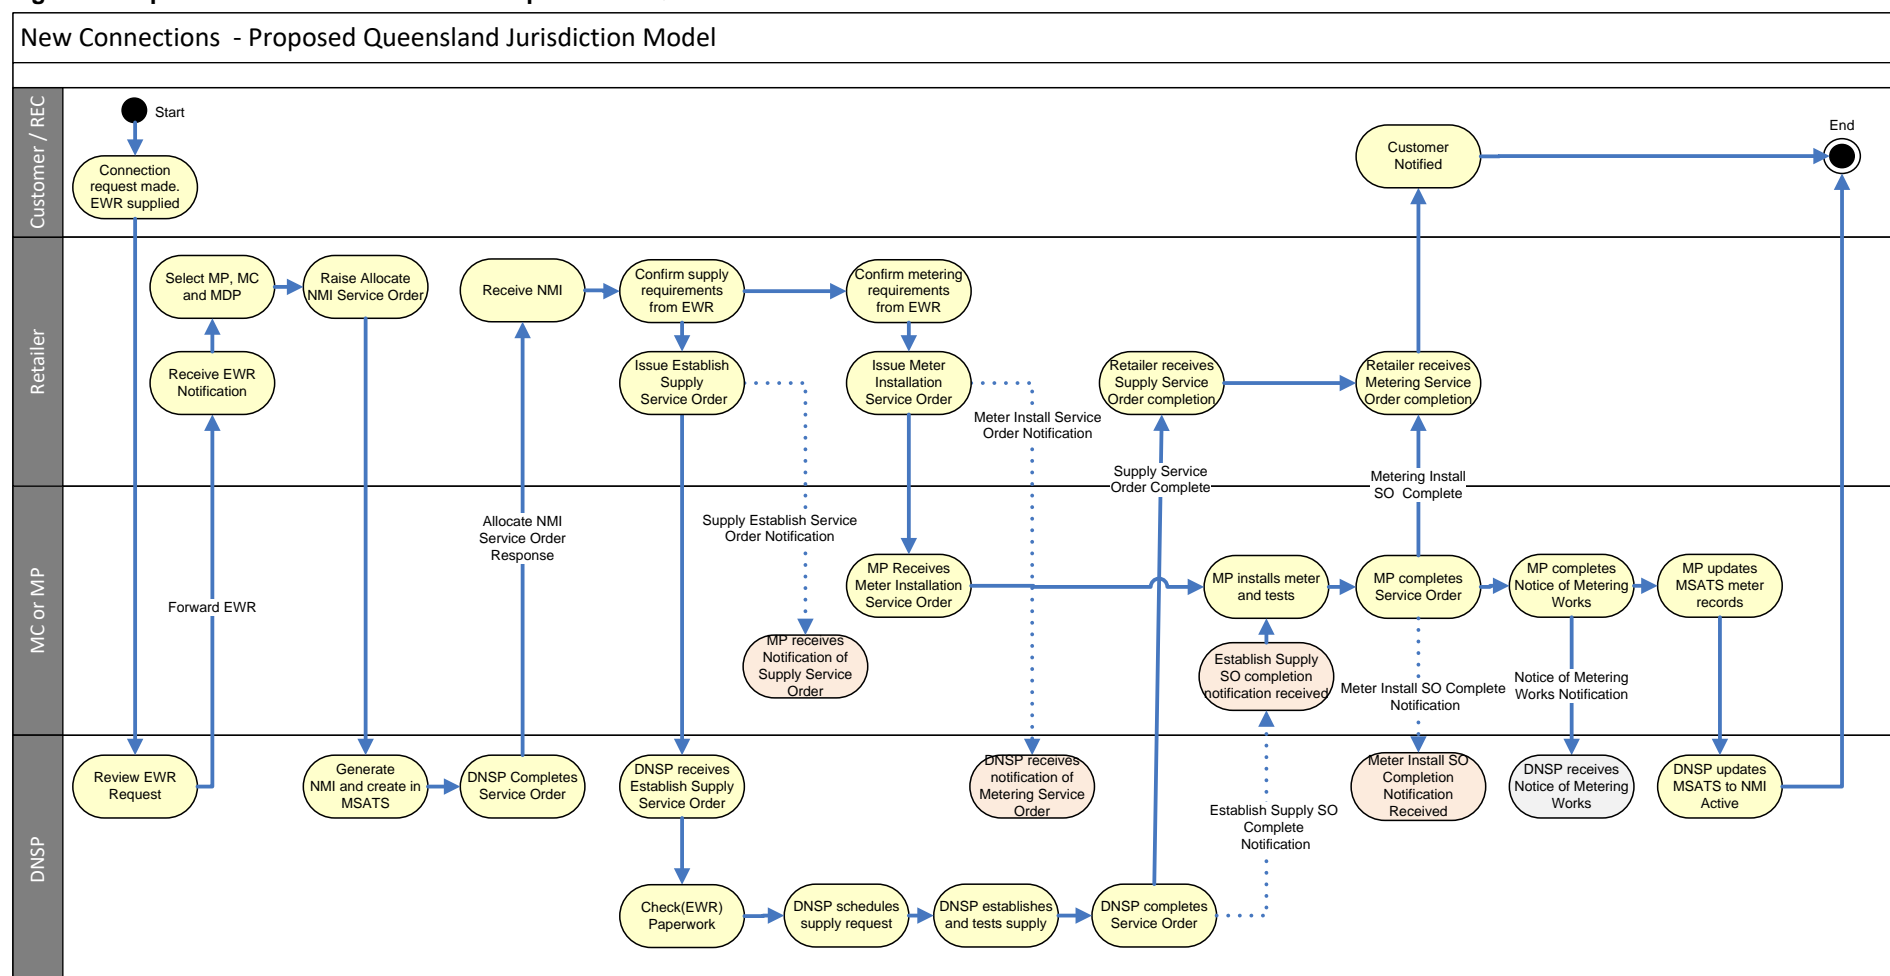 New Connections - Proposed Queensland Jurisdiction Model
Customer / REC
Start
Connection
request made.
EWR supplied
Customer
Notified
End
Retailer
Select MP, MC
and MDP
Raise Allocate
NMI Service Order
Receive NMI
Confirm supply
requirements
from EWR
Confirm metering
requirements
from EWR
Receive EWR
Notification
Issue Establish
Supply
Service Order
Issue Meter
Installation
Service Order
Meter Install Service
Order Notification
Retailer receives
Supply Service
Order completion
Retailer receives
Metering Service
Order completion
Supply Service
Order Complete
Metering Install
SO Complete
MC or MP
Forward EWR
Allocate NMI
Service Order
Response
Supply Establish Service
Order Notification
MP Receives
Meter Installation
Service Order
MP installs meter
and tests
MP completes
Service Order
MP completes
Notice of Metering
Works
MP updates
MSATS meter
records
MP receives
Notification of
Supply Service
Order
Establish Supply
SO completion
notification received
Meter Install SO Complete
Notification
Notice of Metering
Works Notification
DNSP
Review EWR
Request
Generate
NMI and create in
MSATS
DNSP Completes
Service Order
DNSP receives
Establish Supply
Service Order
DNSP receives
notification of
Metering Service
Order
Establish Supply SO
Complete
Notification
Meter Install SO
Completion
Notification
Received
DNSP receives
Notice of Metering
Works
DNSP updates
MSATS to NMI
Active
Check(EWR)
Paperwork
DNSP schedules
supply request
DNSP establishes
and tests supply
DNSP completes
Service Order